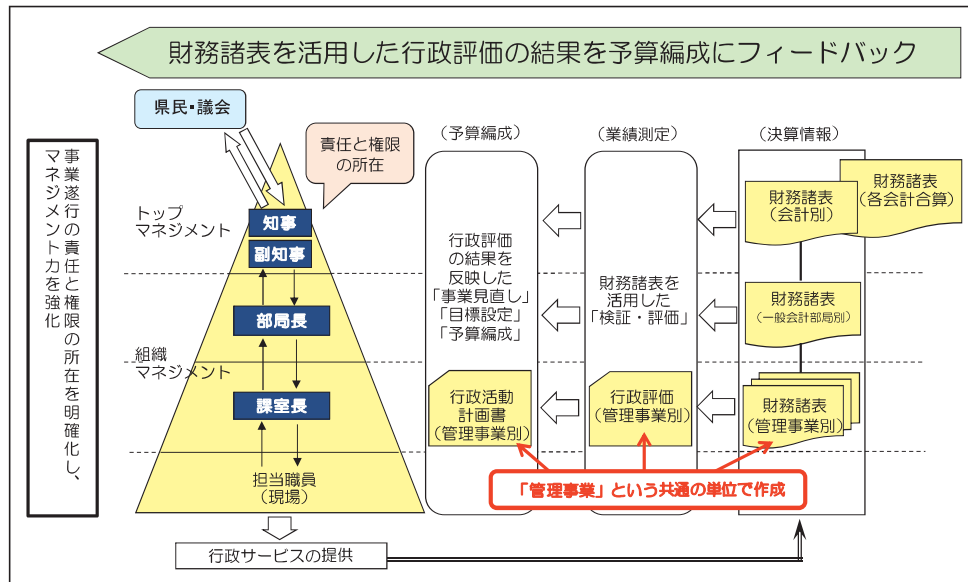 財務諸表を活用した行政評価の結果を予算編成にフィードバック
県民・議会
責任と権限
の所在
事業遂行の責任と権限の所在を明確化し、
マネジメント力を強化
トップ
マネジメント
知事
副知事
部局長
組織
マネジメント
課室長
担当職員
（現場）
行政サービスの提供
（予算編成）
行政評価
の結果を
反映した
「事業見直し」
「目標設定」
「予算編成」
行政活動
計画書
（管理事業別）
（業績測定）
財務諸表を
活用した
「検証・評価」
行政評価
（管理事業別）
（決算情報）
財務諸表
（会計別）
財務諸表
（各会計合算）
財務諸表
（一般会計部局別）
財務諸表
（管理事業別）
「管理事業」という共通の単位で作成